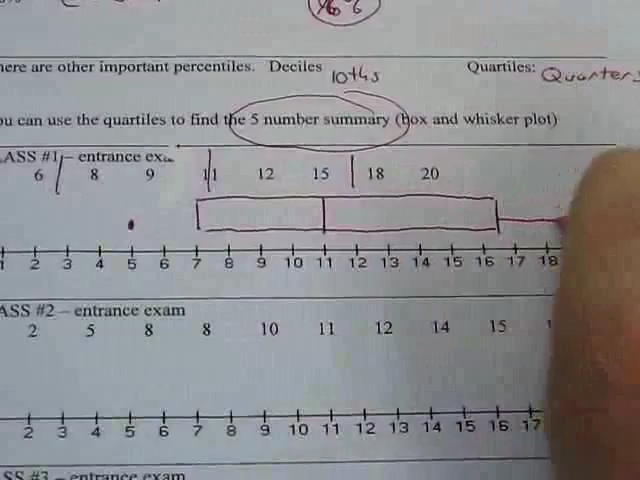 here are other important percentiles. Deciles 10ths Quartiles: Quarters
ou can use the quartiles to find the 5 number summary (box and whisker plot)
ASS #1 – entrance
6 8 9 11 12 15 18 20
1 2 3 4 5 6 7 8 9 10 11 12 13 14 15 16 17 18
ASS #2 – entrance exam
2 5 8 8 10 11 12 14 15
2 3 4 5 6 7 8 9 10 11 12 13 14 15 16 17
ASS #3 – entrance exam